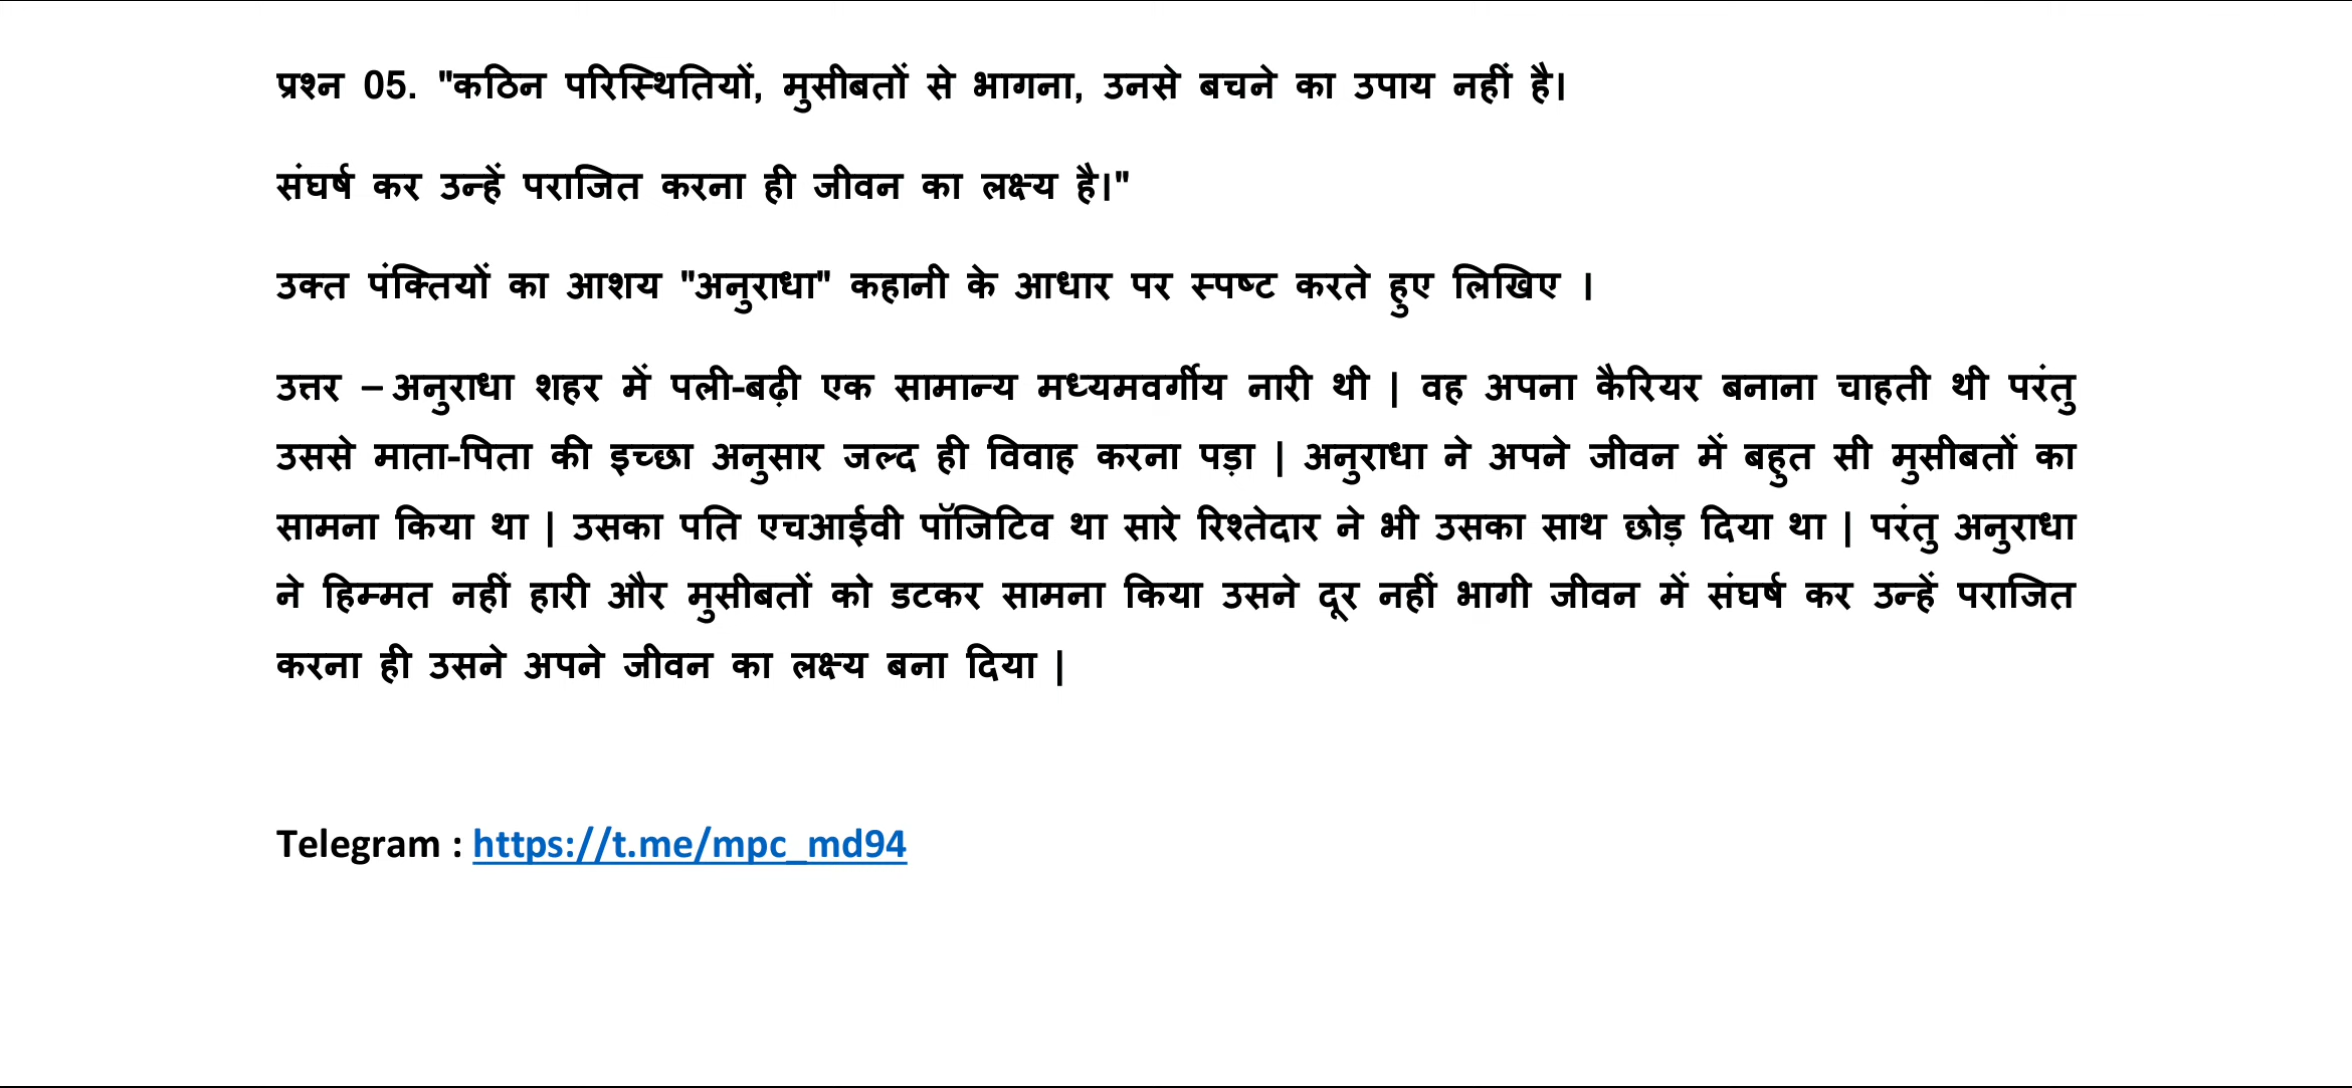 प्रश्न 05. "कठिन परिस्थितियों, मुसीबतों से भागना, उनसे बचने का उपाय नहीं है।
संघर्ष कर उन्हें पराजित करना ही जीवन का लक्ष्य है।"
उक्त पंक्तियों का आशय "अनुराधा" कहानी के आधार पर स्पष्ट करते हुए लिखिए ।
उत्तर – अनुराधा शहर में पली-बढ़ी एक सामान्य मध्यमवर्गीय नारी थी | वह अपना कैरियर बनाना चाहती थी परंतु
उससे माता-पिता की इच्छा अनुसार जल्द ही विवाह करना पड़ा | अनुराधा ने अपने जीवन में बहुत सी मुसीबतों का
सामना किया था | उसका पति एचआईवी पॉजिटिव था सारे रिश्तेदार ने भी उसका साथ छोड़ दिया था | परंतु अनुराधा
ने हिम्मत नहीं हारी और मुसीबतों को डटकर सामना किया उसने दूर नहीं भागी जीवन में संघर्ष कर उन्हें पराजित
करना ही उसने अपने जीवन का लक्ष्य बना दिया |
Telegram : https://t.me/mpc_md94